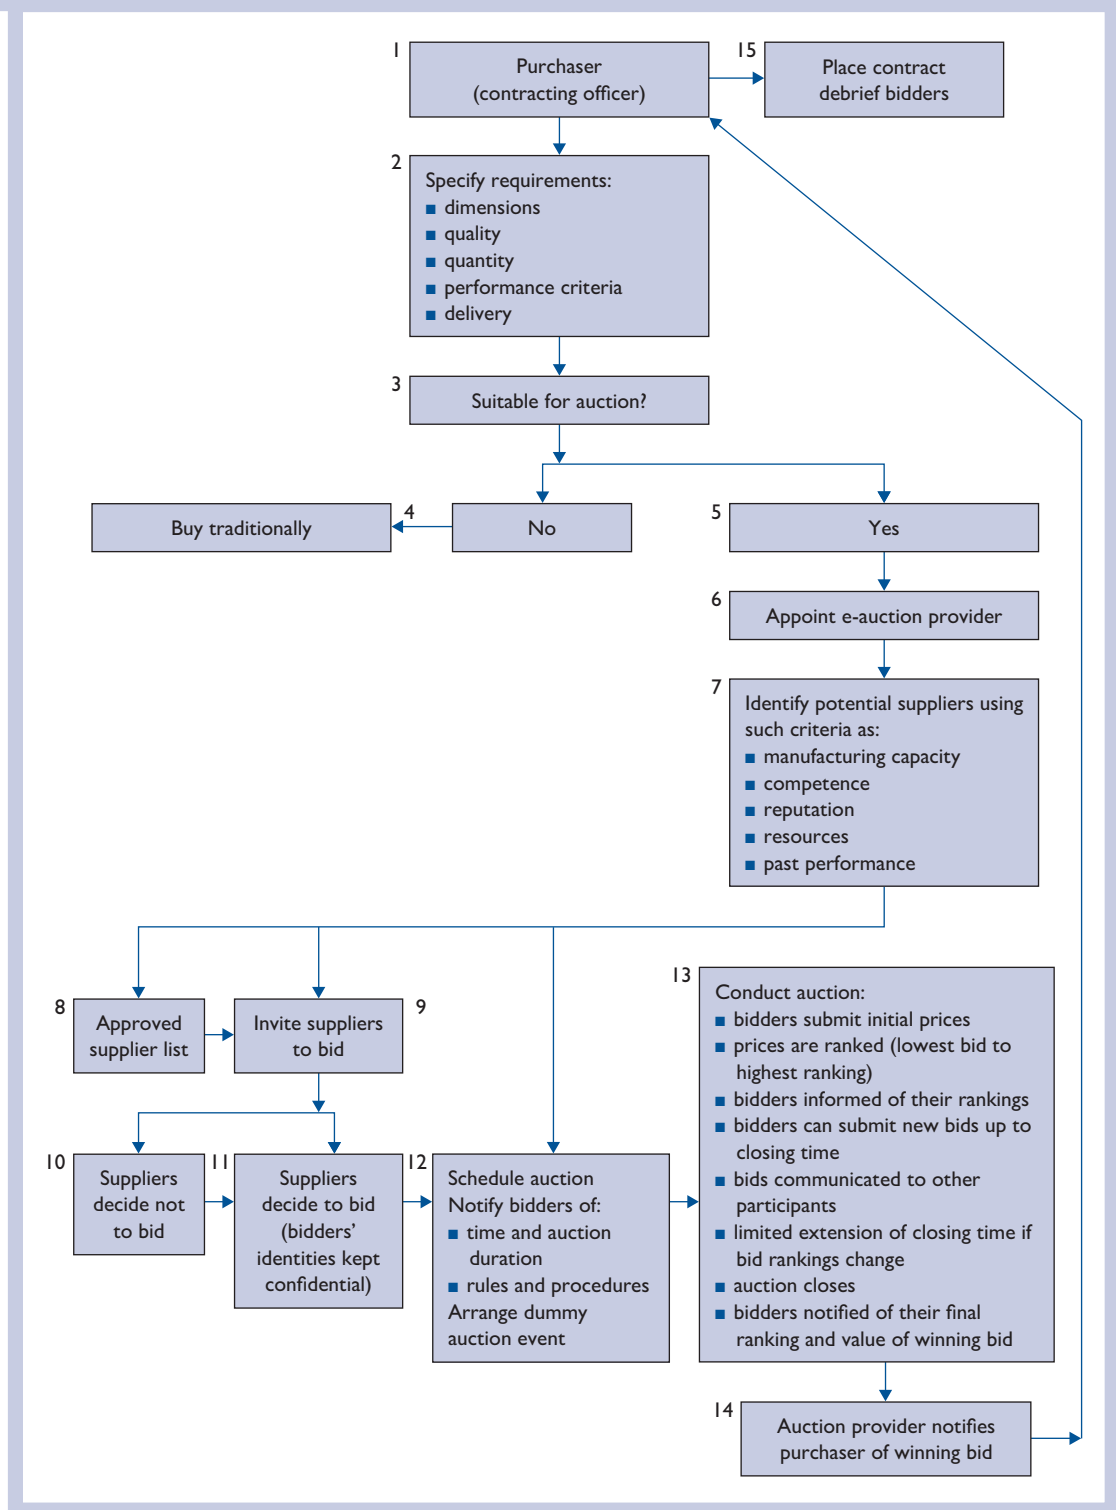 1
Purchaser
(contracting officer)
15
Place contract
debrief bidders
2
Specify requirements:
■ dimensions
■ quality
■ quantity
■ performance criteria
■ delivery
3
Suitable for auction?
4
Buy traditionally
No
5
Yes
6
Appoint e-auction provider
7
Identify potential suppliers using
such criteria as:
■ manufacturing capacity
■ competence
■ reputation
■ resources
■ past performance
8
Approved
supplier list
9
Invite suppliers
to bid
10
Suppliers
decide not
to bid
11
Suppliers
decide to bid
(bidders’
identities kept
confidential)
12
Schedule auction
Notify bidders of:
■ time and auction
duration
■ rules and procedures
Arrange dummy
auction event
13
Conduct auction:
■ bidders submit initial prices
■ prices are ranked (lowest bid to
highest ranking)
■ bidders informed of their rankings
■ bidders can submit new bids up to
closing time
■ bids communicated to other
participants
■ limited extension of closing time if
bid rankings change
■ auction closes
■ bidders notified of their final
ranking and value of winning bid
14
Auction provider notifies
purchaser of winning bid